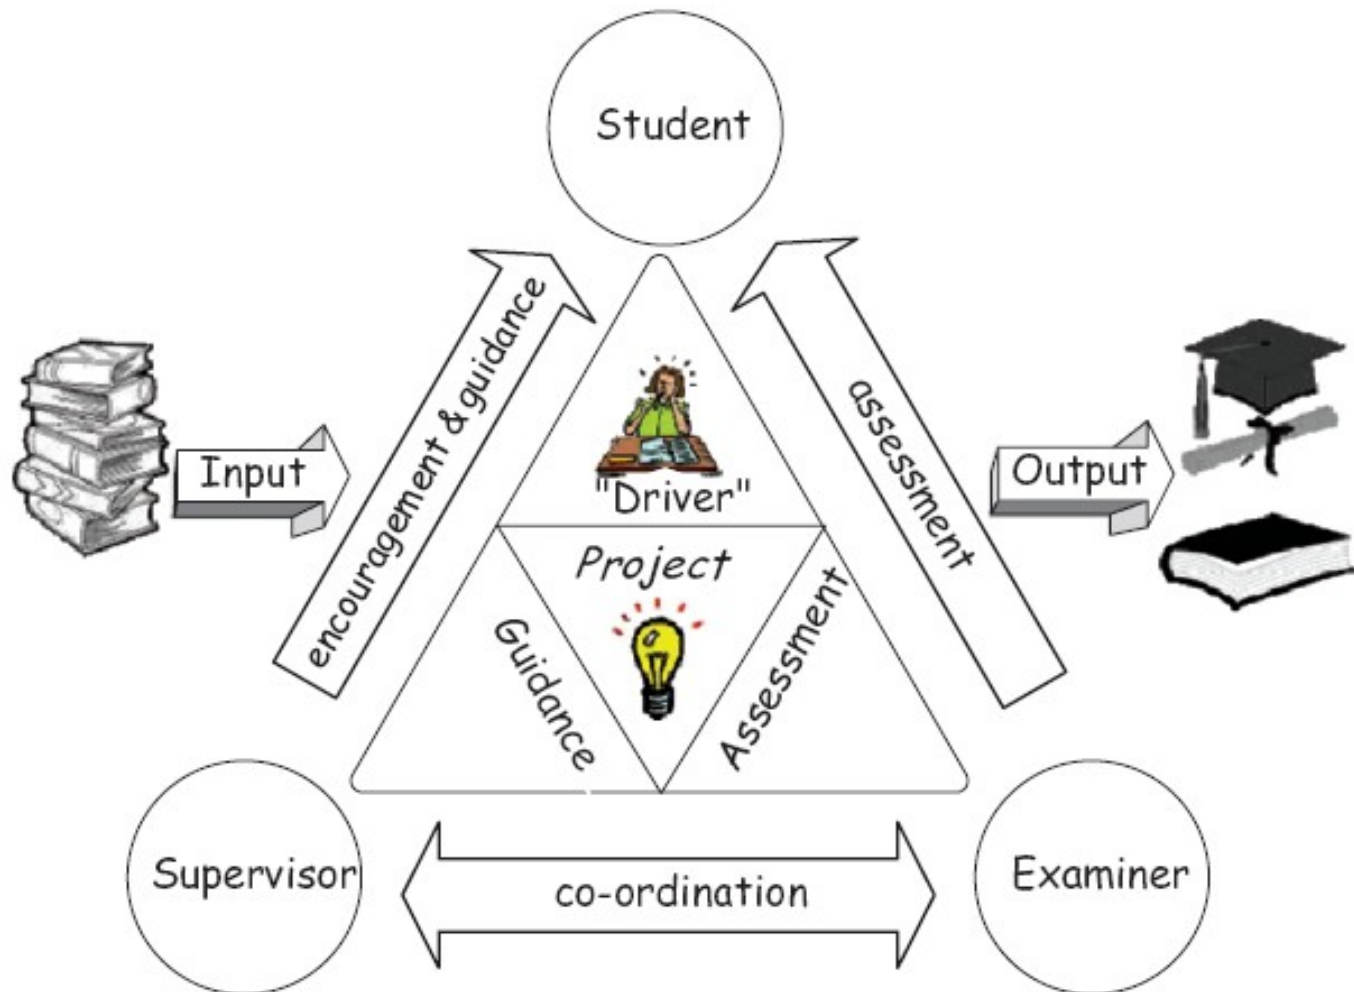 Student
encouragement & guidance
assessment
Input
Output
"Driver"
Project
Guidance
Assessment
Supervisor
co-ordination
Examiner